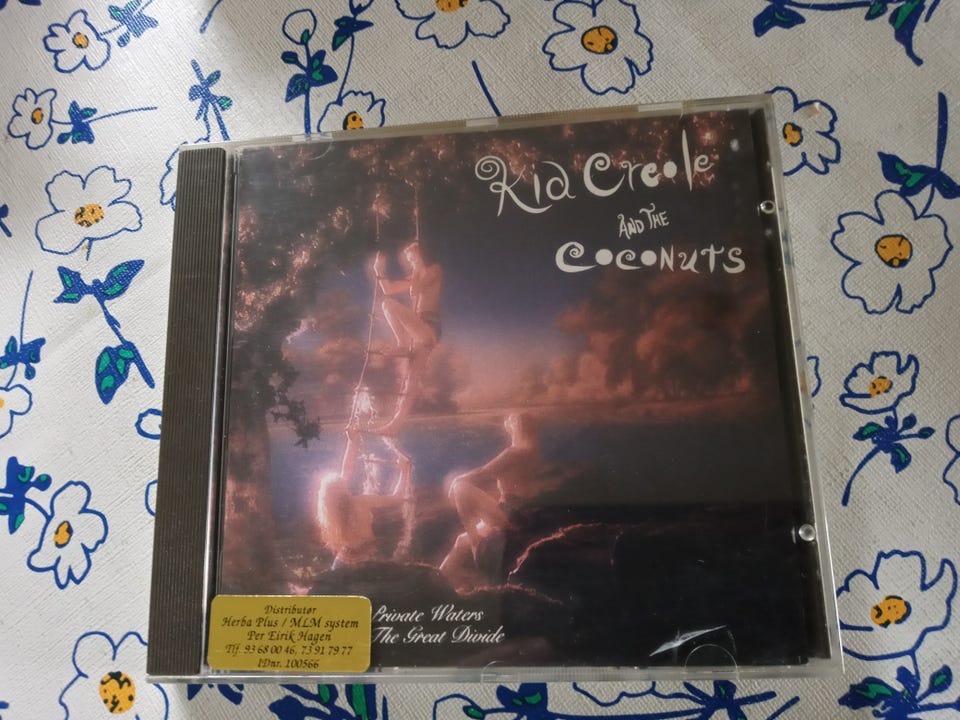 Kid Creole
AND THE
COCONUTS
Private Waters
The Great Divide
Distributør
Herba Plus / MLM system
Per Eirik Hagen
Tlf. 93 68 00 46, 73 91 79 77
IDnr. 100566